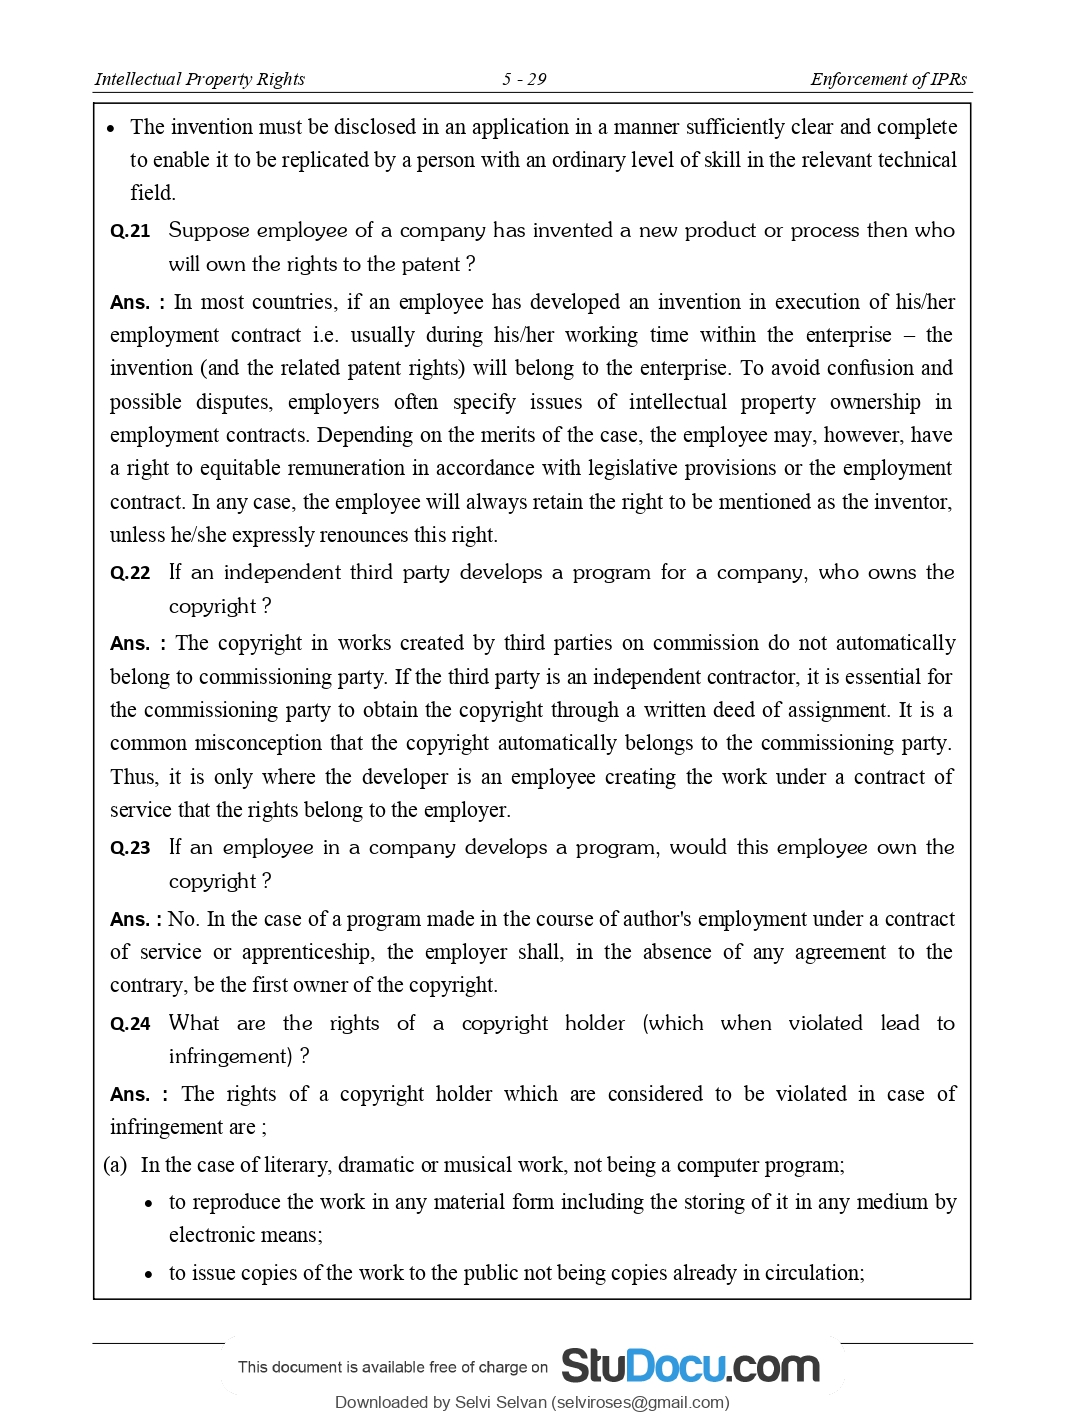 Intellectual Property Rights 5 - 29 Enforcement of IPRs
• The invention must be disclosed in an application in a manner sufficiently clear and complete
to enable it to be replicated by a person with an ordinary level of skill in the relevant technical
field.
Q.21 Suppose employee of a company has invented a new product or process then who
will own the rights to the patent ?
Ans. : In most countries, if an employee has developed an invention in execution of his/her
employment contract i.e. usually during his/her working time within the enterprise – the
invention (and the related patent rights) will belong to the enterprise. To avoid confusion and
possible disputes, employers often specify issues of intellectual property ownership in
employment contracts. Depending on the merits of the case, the employee may, however, have
a right to equitable remuneration in accordance with legislative provisions or the employment
contract. In any case, the employee will always retain the right to be mentioned as the inventor,
unless he/she expressly renounces this right.
Q.22 If an independent third party develops a program for a company, who owns the
copyright ?
Ans. : The copyright in works created by third parties on commission do not automatically
belong to commissioning party. If the third party is an independent contractor, it is essential for
the commissioning party to obtain the copyright through a written deed of assignment. It is a
common misconception that the copyright automatically belongs to the commissioning party.
Thus, it is only where the developer is an employee creating the work under a contract of
service that the rights belong to the employer.
Q.23 If an employee in a company develops a program, would this employee own the
copyright ?
Ans. : No. In the case of a program made in the course of author's employment under a contract
of service or apprenticeship, the employer shall, in the absence of any agreement to the
contrary, be the first owner of the copyright.
Q.24 What are the rights of a copyright holder (which when violated lead to
infringement) ?
Ans. : The rights of a copyright holder which are considered to be violated in case of
infringement are ;
(a) In the case of literary, dramatic or musical work, not being a computer program;
• to reproduce the work in any material form including the storing of it in any medium by
electronic means;
• to issue copies of the work to the public not being copies already in circulation;
This document is available free of charge on StuDocu.com
Downloaded by Selvi Selvan (selviroses@gmail.com)